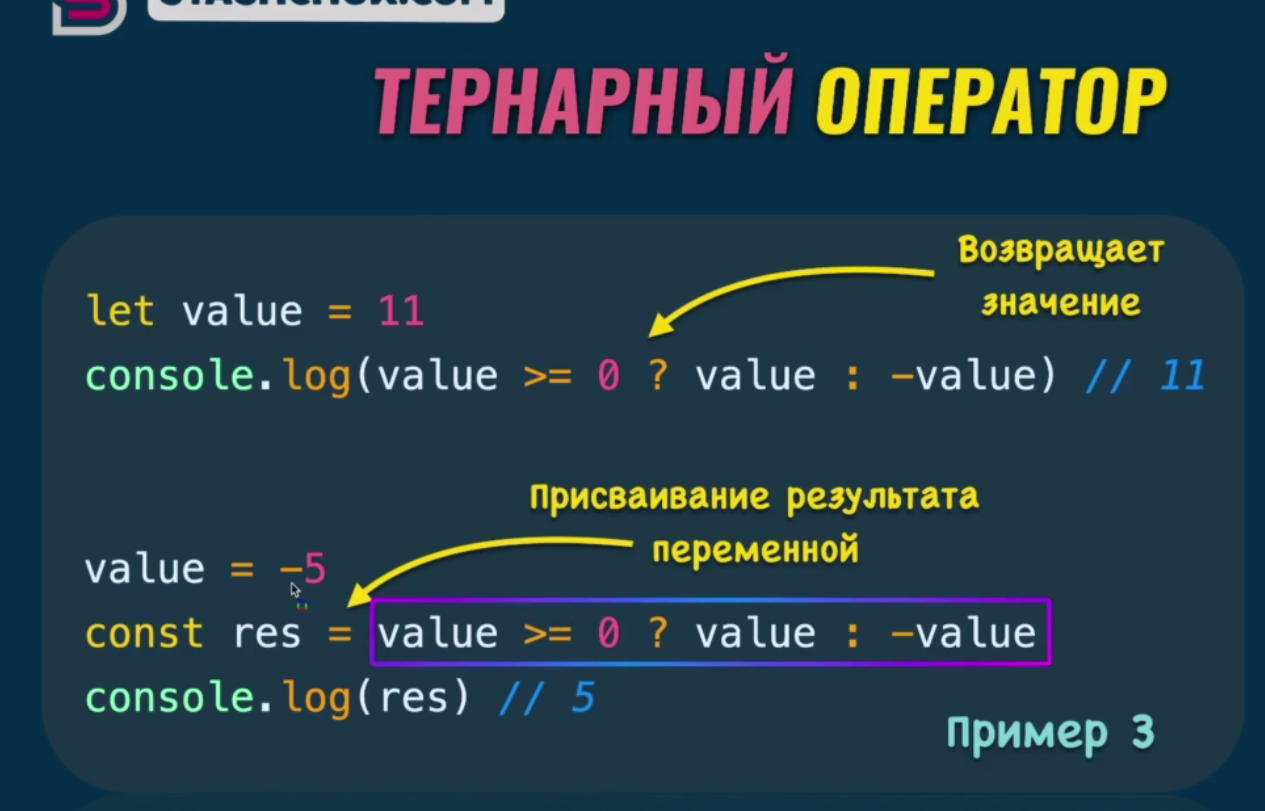 ТЕРНАРНЫЙ ОПЕРАТОР
Возвращает
значение
let value = 11
console.log(value >= 0 ? value : -value) // 11
Присваивание результата
переменной
value = -5
const res = value >= 0 ? value : -value
console.log(res) // 5
Пример 3